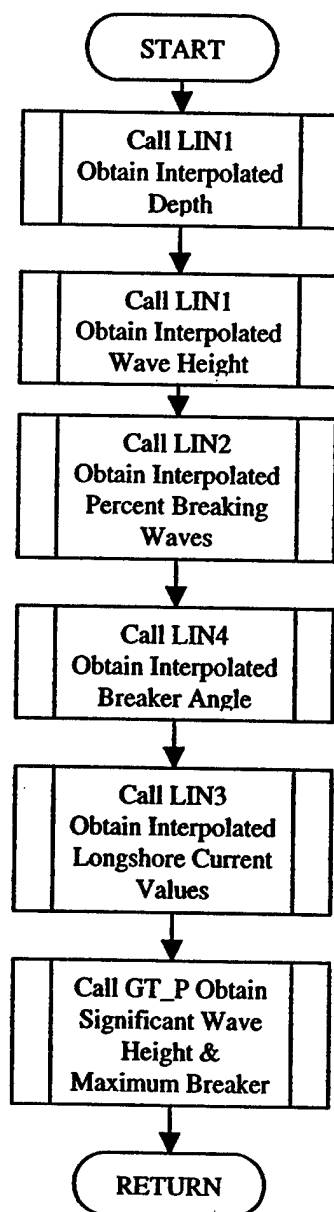 START
Call LIN1
Obtain Interpolated
Depth
Call LIN1
Obtain Interpolated
Wave Height
Call LIN2
Obtain Interpolated
Percent Breaking
Waves
Call LIN4
Obtain Interpolated
Breaker Angle
Call LIN3
Obtain Interpolated
Longshore Current
Values
Call GT_P Obtain
Significant Wave
Height &
Maximum Breaker
RETURN